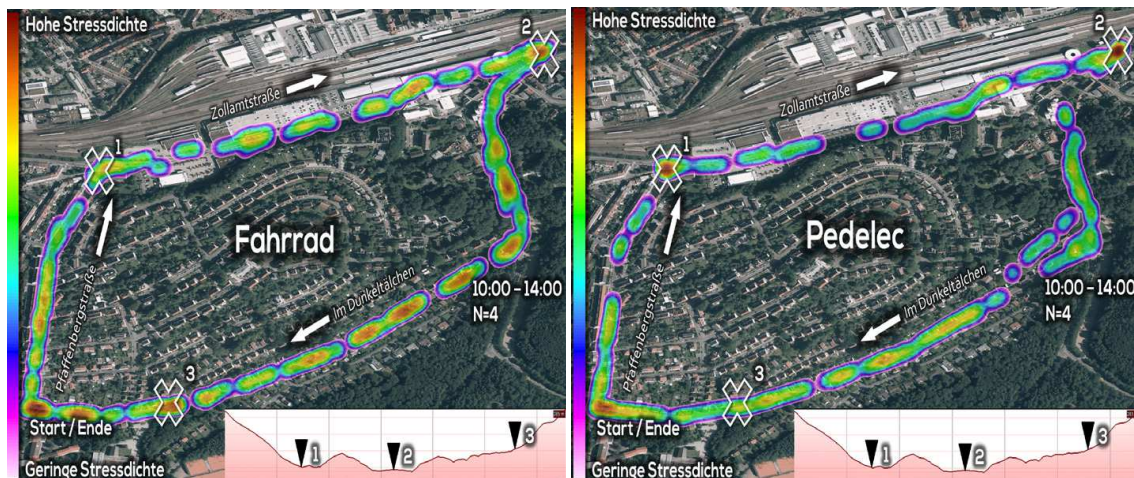 Hohe Stressdichte
2
Zollamtstraße
1
Pfaffenbergstraße
Fahrrad
Im Dunkeltälchen
10:00 – 14:00
N=4
3
Start / Ende
Geringe Stressdichte
1
2
3
Hohe Stressdichte
2
Zollamtstraße
1
Pfaffenbergstraße
Pedelec
Im Dunkeltälchen
10:00 – 14:00
N=4
3
Start / Ende
Geringe Stressdichte
1
2
3